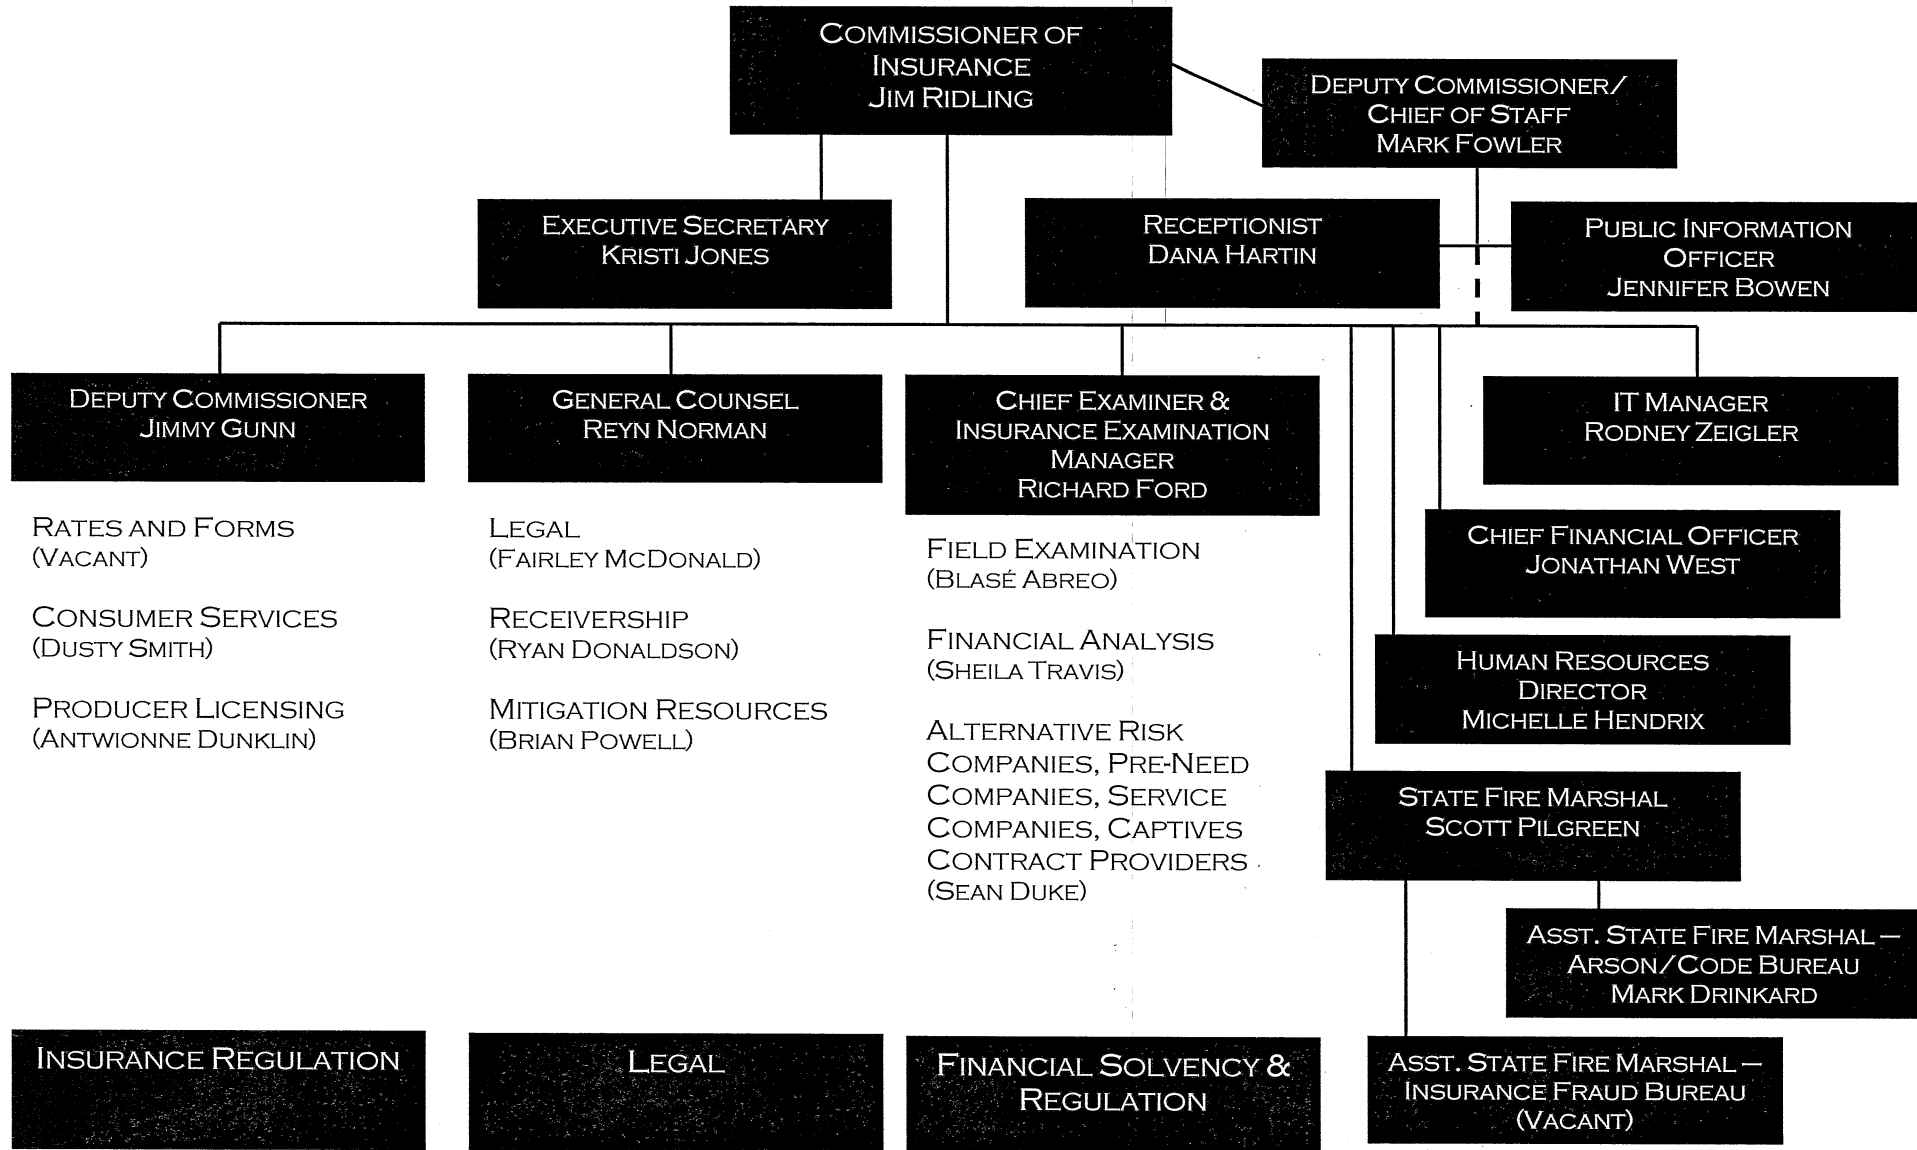 COMMISSIONER OF
INSURANCE
JIM RIDLING
DEPUTY COMMISSIONER/
CHIEF OF STAFF
MARK FOWLER
EXECUTIVE SECRETARY
KRISTI JONES
RECEPTIONIST
DANA HARTIN
PUBLIC INFORMATION
OFFICER
JENNIFER BOWEN
DEPUTY COMMISSIONER
JIMMY GUNN
RATES AND FORMS
(VACANT)
CONSUMER SERVICES
(DUSTY SMITH)
PRODUCER LICENSING
(ANTWIONNE DUNKLIN)
INSURANCE REGULATION
GENERAL COUNSEL
REYN NORMAN
LEGAL
(FAIRLEY MCDONALD)
RECEIVERSHIP
(RYAN DONALDSON)
MITIGATION RESOURCES
(BRIAN POWELL)
LEGAL
CHIEF EXAMINER &
INSURANCE EXAMINATION
MANAGER
RICHARD FORD
FIELD EXAMINATION
(BLASÉ ABREO)
FINANCIAL ANALYSIS
(SHEILA TRAVIS)
ALTERNATIVE RISK
COMPANIES, PRE-NEED
COMPANIES, SERVICE
COMPANIES, CAPTIVES
CONTRACT PROVIDERS
(SEAN DUKE)
FINANCIAL SOLVENCY &
REGULATION
IT MANAGER
RODNEY ZEIGLER
CHIEF FINANCIAL OFFICER
JONATHAN WEST
HUMAN RESOURCES
DIRECTOR
MICHELLE HENDRIX
STATE FIRE MARSHAL
SCOTT PILGREEN
ASST. STATE FIRE MARSHAL —
ARSON/CODE BUREAU
MARK DRINKARD
ASST. STATE FIRE MARSHAL —
INSURANCE FRAUD BUREAU
(VACANT)